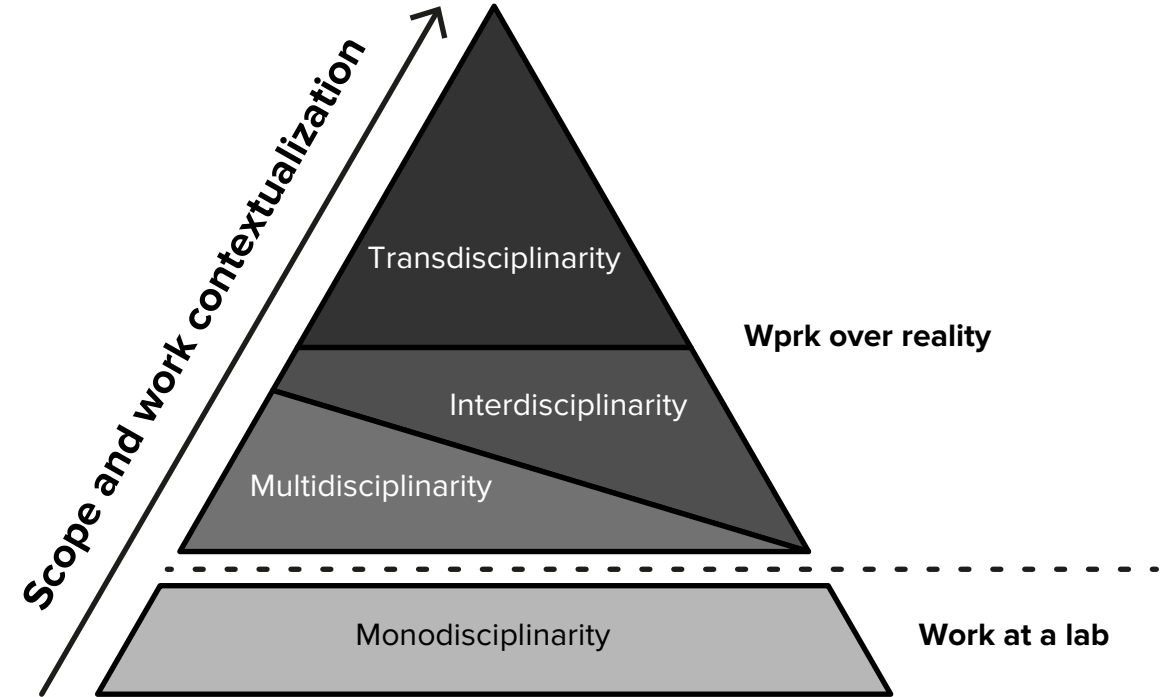 Scope and work contextualization
Transdisciplinarity
Wprk over reality
Interdisciplinarity
Multidisciplinarity
Monodisciplinarity
Work at a lab